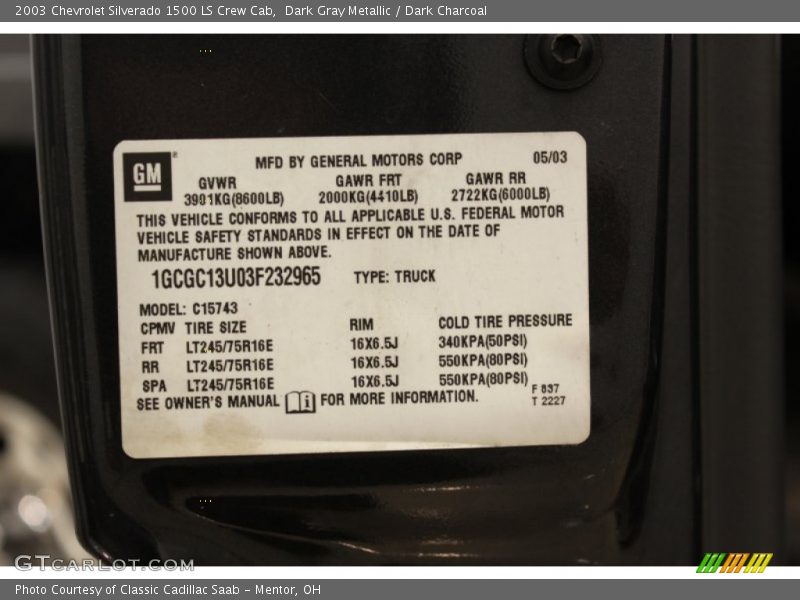 2003 Chevrolet Silverado 1500 LS Crew Cab, Dark Gray Metallic / Dark Charcoal
GM
MFD BY GENERAL MOTORS CORP 05/03
GVWR GAWR FRT GAWR RR
3901KG(8600LB) 2000KG(4410LB) 2722KG(6000LB)
THIS VEHICLE CONFORMS TO ALL APPLICABLE U.S. FEDERAL MOTOR
VEHICLE SAFETY STANDARDS IN EFFECT ON THE DATE OF
MANUFACTURE SHOWN ABOVE.
1GCGC13U03F232965 TYPE: TRUCK
MODEL: C15743
CPMV TIRE SIZE RIM COLD TIRE PRESSURE
FRT LT245/75R16E 16X6.5J 340KPA(50PSI)
RR LT245/75R16E 16X6.5J 550KPA(80PSI)
SPA LT245/75R16E 16X6.5J 550KPA(80PSI)
SEE OWNER'S MANUAL i FOR MORE INFORMATION.
F 837
T 2227
GTCARLOT.COM
Photo Courtesy of Classic Cadillac Saab - Mentor, OH